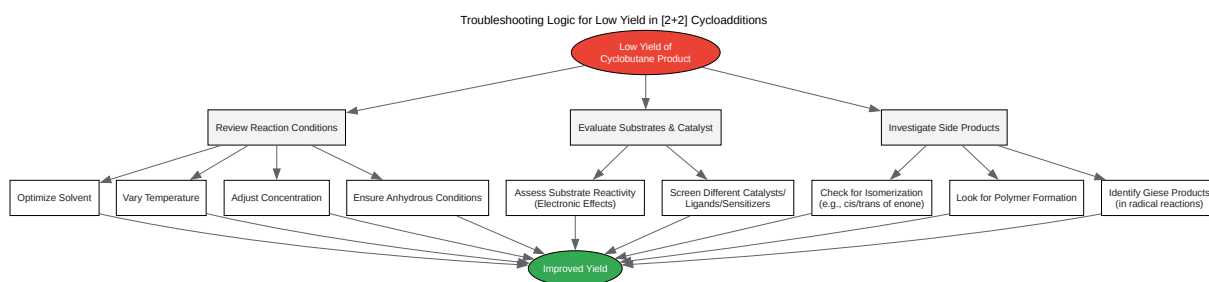 Troubleshooting Logic for Low Yield in [2+2] Cycloadditions
Low Yield of
Cyclobutane Product
Review Reaction Conditions
Evaluate Substrates & Catalyst
Investigate Side Products
Optimize Solvent
Vary Temperature
Adjust Concentration
Ensure Anhydrous Conditions
Assess Substrate Reactivity
(Electronic Effects)
Screen Different Catalysts/
Ligands/Sensitizers
Check for Isomerization
(e.g., cis/trans of enone)
Look for Polymer Formation
Identify Giese Products
(in radical reactions)
Improved Yield